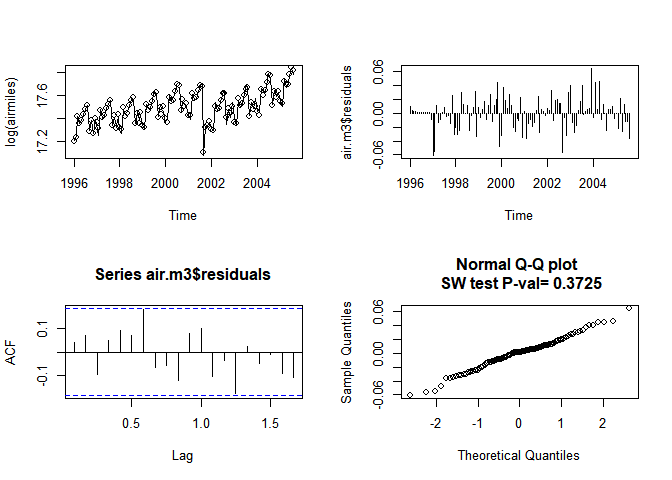 log(airmiles)
17.6
17.2
1996 1998 2000 2002 2004
Time
air.m3$residuals
0.06
0.00
-0.06
1996 1998 2000 2002 2004
Time
Series air.m3$residuals
ACF
0.1
-0.1
0.5 1.0 1.5
Lag
Normal Q-Q plot
SW test P-val= 0.3725
Sample Quantiles
0.06
0.00
-0.06
-2 -1 0 1 2
Theoretical Quantiles